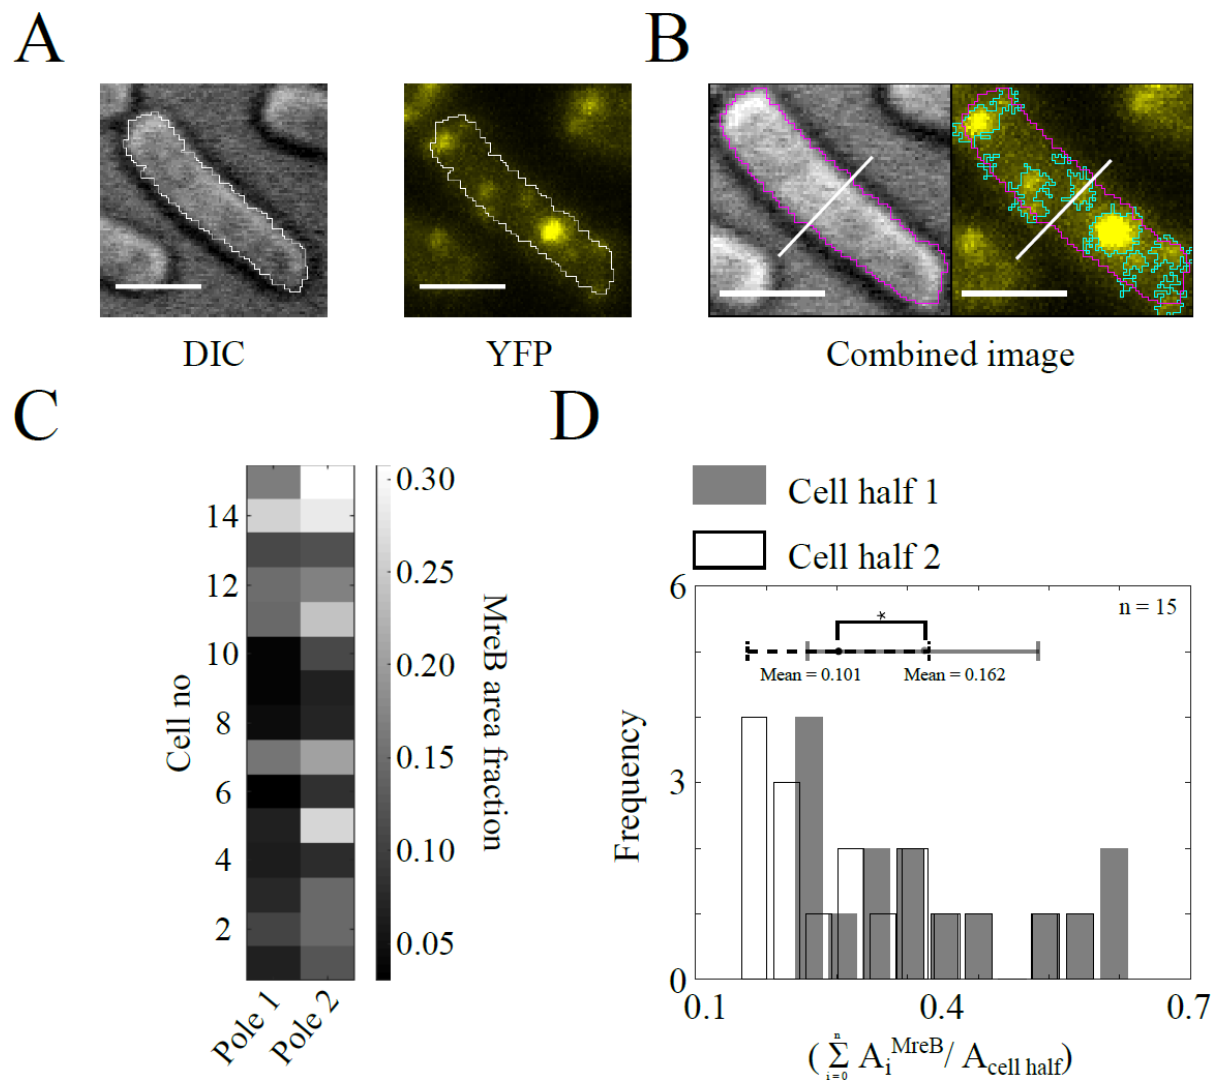 A
B
DIC
YFP
Combined image
C
D
Cell no
14
12
10
8
6
4
2
Pole 1
Pole 2
0.30
0.25
0.20
0.15
0.10
0.05
MreB area fraction
Cell half 1
Cell half 2
n = 15
*
Mean = 0.101
Mean = 0.162
Frequency
6
3
0
0.1
0.4
0.7
( n∑i=0 Ai^MreB / Acell half)